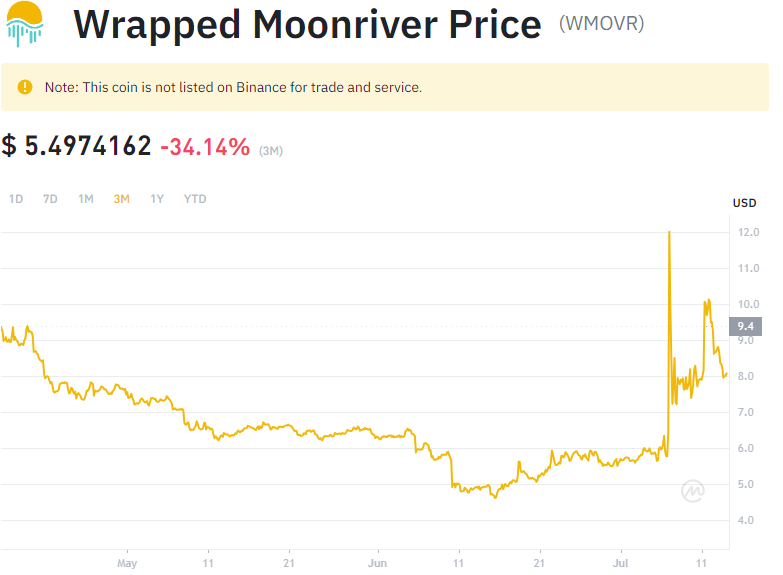 Wrapped Moonriver Price (WMOVR)
Note: This coin is not listed on Binance for trade and service.
$ 5.4974162 -34.14% (3M)
1D 7D 1M 3M 1Y YTD
USD
12.0
11.0
10.0
9.4
9.0
8.0
7.0
6.0
5.0
4.0
May 11 21 Jun 11 21 Jul 11